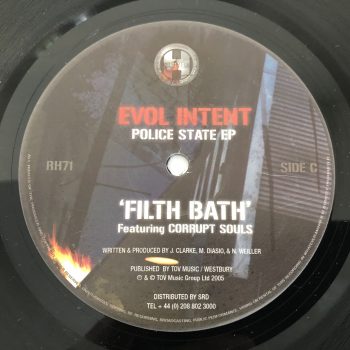 EVOL INTENT
POLICE STATE EP
RH71
SIDE C
'FILTH BATH'
Featuring CORRUPT SOULS
WRITTEN & PRODUCED BY J. CLARKE, M. DIASIO, & N. WEILLER
PUBLISHED BY TOV MUSIC / WESTBURY
℗ & © TOV Music Group Ltd 2005
DISTRIBUTED BY SRD
TEL + 44 (0) 208 802 3000